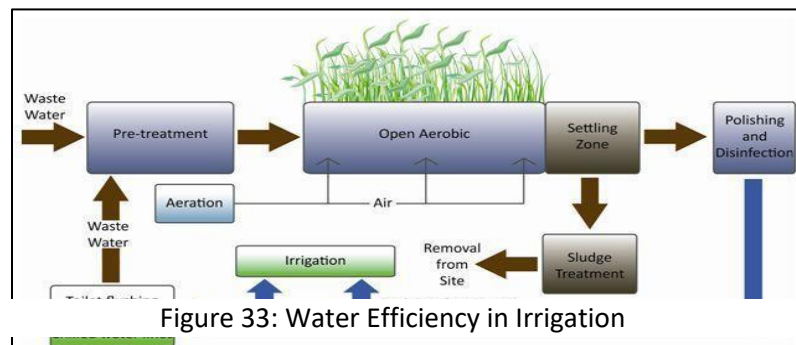 Waste
Water
Pre-treatment
Open Aerobic
Settling
Zone
Polishing
and
Disinfection
Aeration
Air
Waste
Water
Irrigation
Removal
from
Site
Sludge
Treatment
Figure 33: Water Efficiency in Irrigation